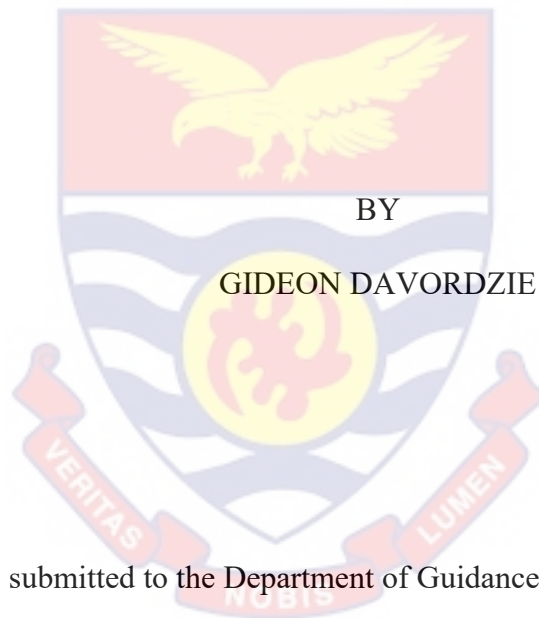 BY
GIDEON DAVORDZIE
VERITAS
LUMEN
submitted to the Department of Guidance
NOBIS